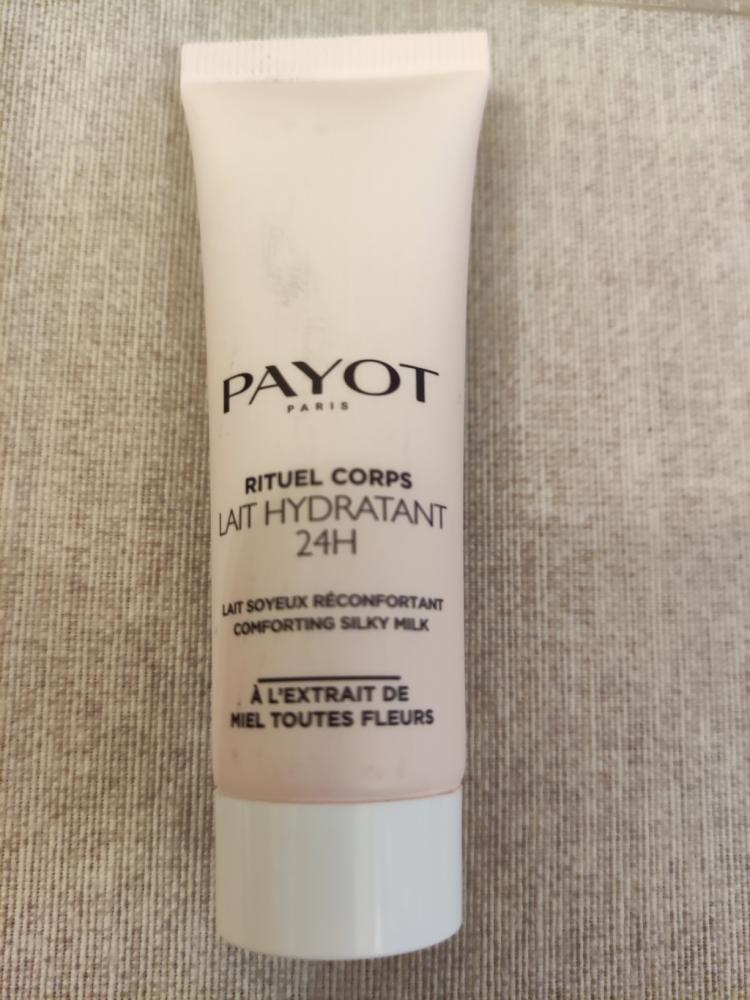 PAYOT
PARIS
RITUEL CORPS
LAIT HYDRATANT
24H
LAIT SOYEUX RÉCONFORTANT
COMFORTING SILKY MILK
À L'EXTRAIT DE
MIEL TOUTES FLEURS